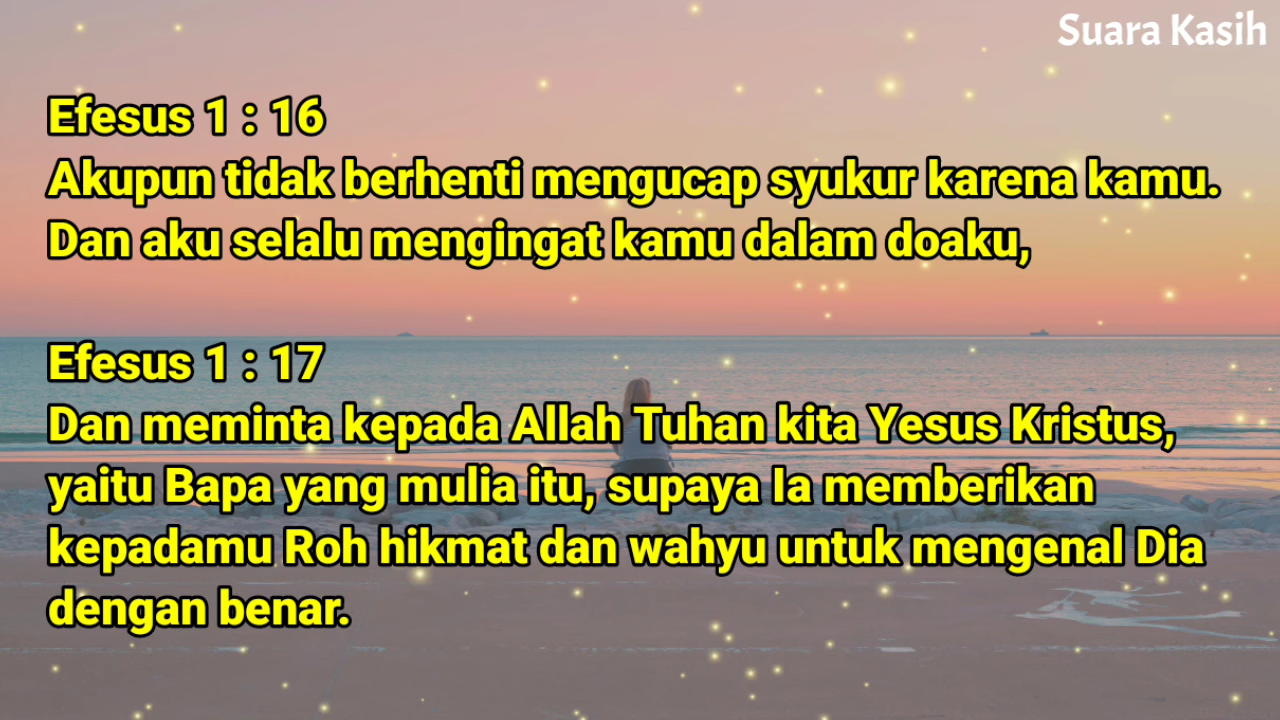 Suara Kasih
Efesus 1 : 16
Akupun tidak berhenti mengucap syukur karena kamu.
Dan aku selalu mengingat kamu dalam doaku,
Efesus 1 : 17
Dan meminta kepada Allah Tuhan kita Yesus Kristus,
yaitu Bapa yang mulia itu, supaya Ia memberikan
kepadamu Roh hikmat dan wahyu untuk mengenal Dia
dengan benar.